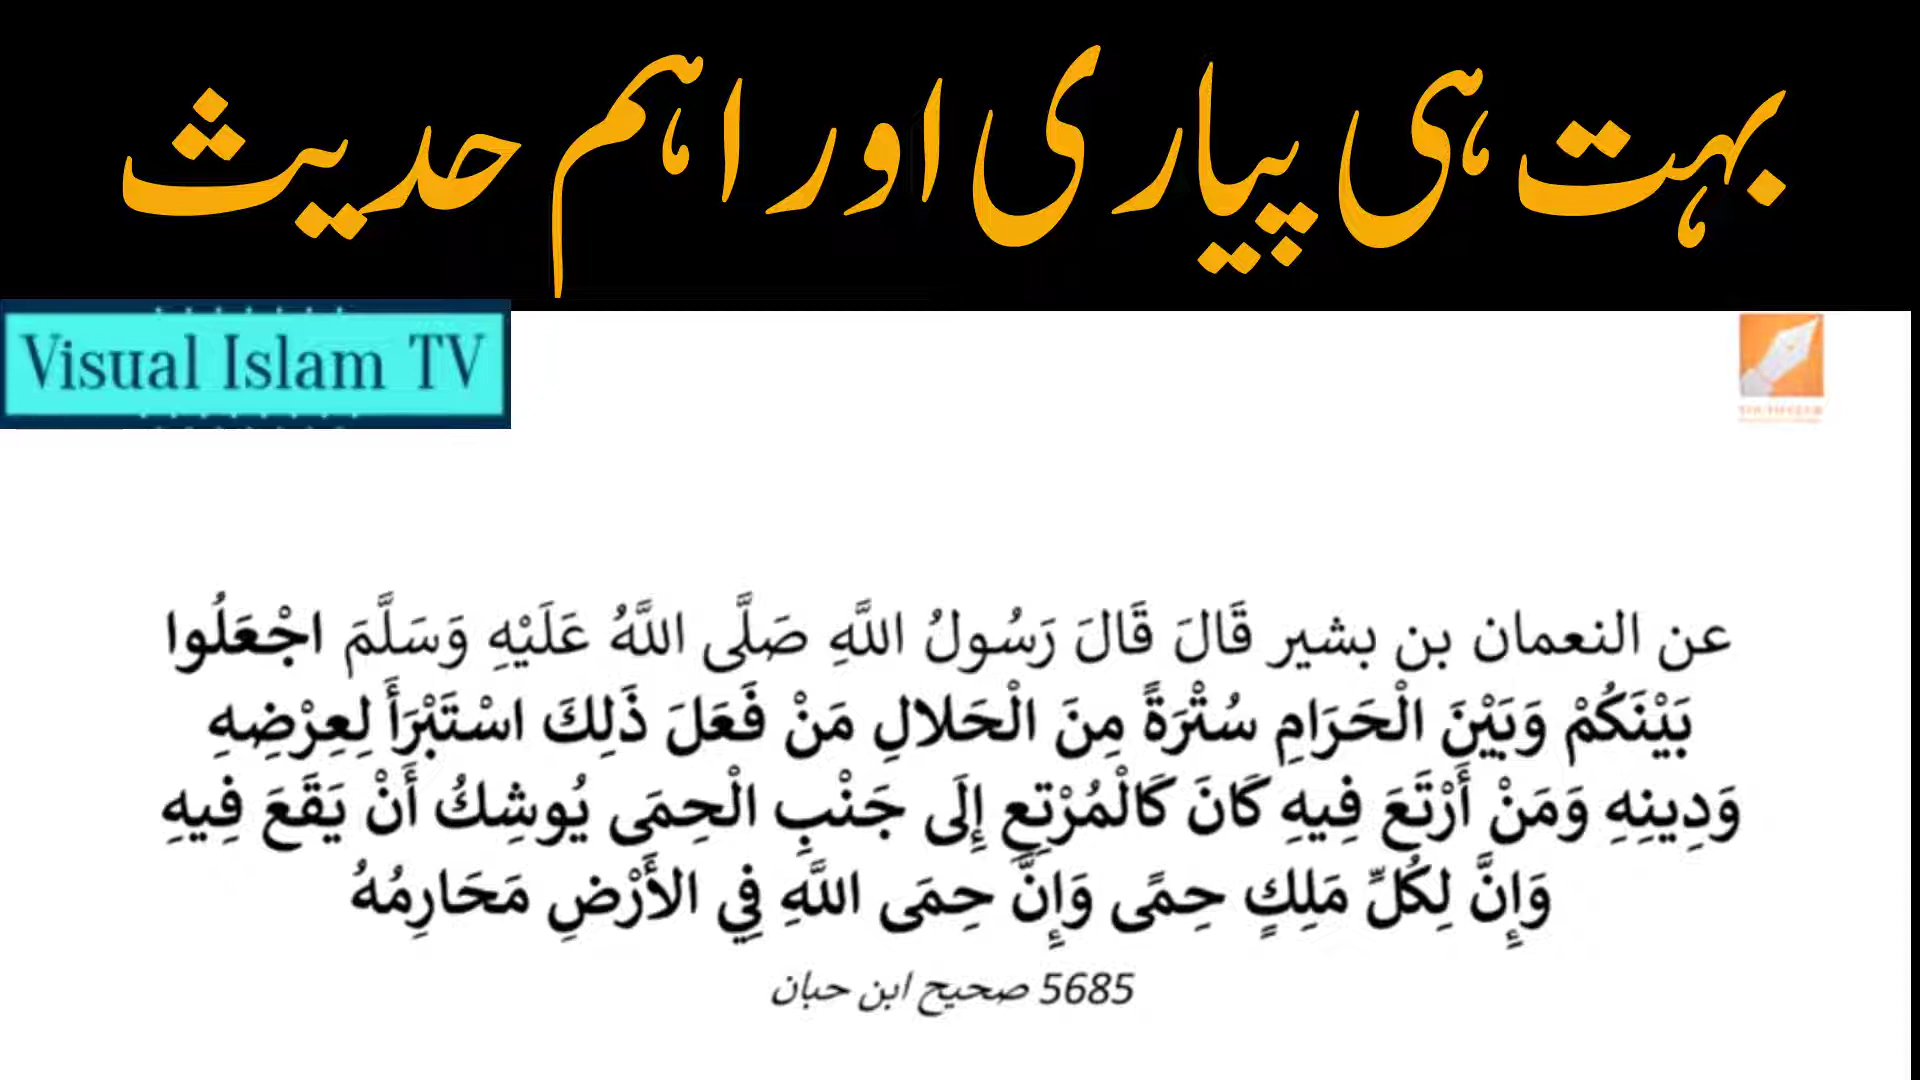 بہت ہی پیاری اور اہم حدیث
Visual Islam TV
عن النعمان بن بشير قَالَ قَالَ رَسُولُ اللَّهِ صَلَّى اللَّهُ عَلَيْهِ وَسَلَّمَ اجْعَلُوا
بَيْنَكُمْ وَبَيْنَ الْحَرَامِ سُتْرَةً مِنَ الْحَلالِ مَنْ فَعَلَ ذَلِكَ اسْتَبْرَأَ لِعِرْضِهِ
وَدِينِهِ وَمَنْ أَرْتَعَ فِيهِ كَانَ كَالْمُرْتِعِ إِلَى جَنْبِ الْحِمَى يُوشِكُ أَنْ يَقَعَ فِيهِ
وَإِنَّ لِكُلِّ مَلِكٍ حِمًى وَإِنَّ حِمَى اللَّهِ فِي الأَرْضِ مَحَارِمُهُ
5685 صحيح ابن حبان